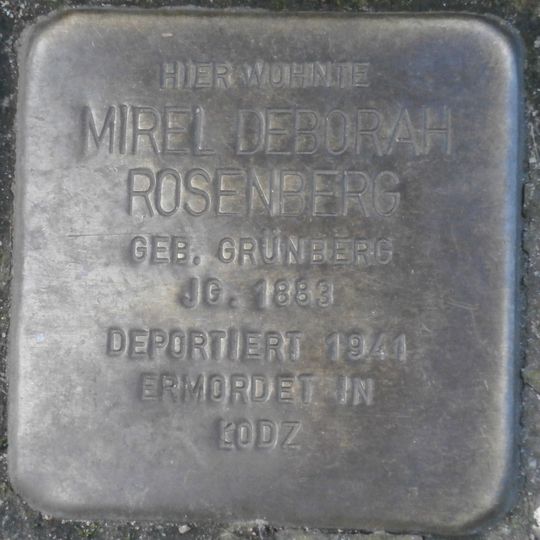 HIER WOHNTE
MIREL DEBORAH
ROSENBERG
GEB. GRÜNBERG
JG. 1883
DEPORTIERT 1941
ERMORDET IN
ŁODZ